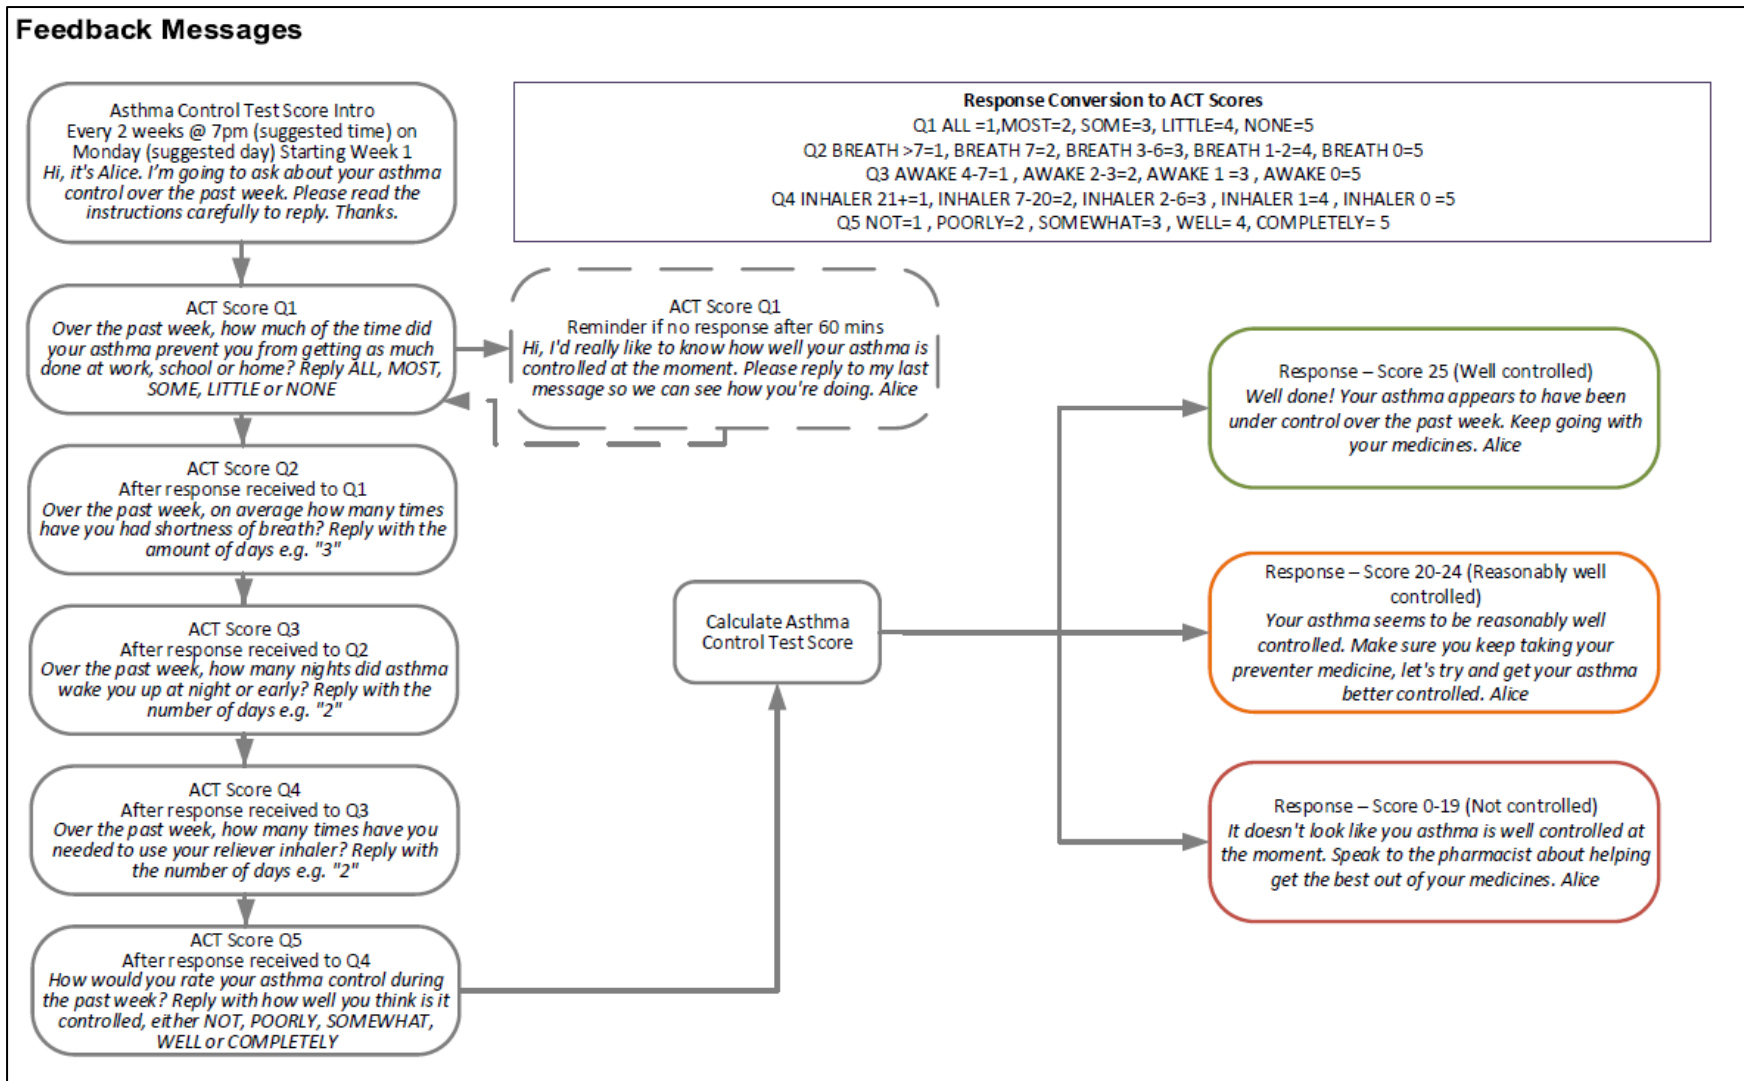 Feedback Messages
Asthma Control Test Score Intro
Every 2 weeks @ 7pm (suggested time) on
Monday (suggested day) Starting Week 1
Hi, it's Alice. I'm going to ask about your asthma
control over the past week. Please read the
instructions carefully to reply. Thanks.
Response Conversion to ACT Scores
Q1 ALL =1,MOST=2, SOME=3, LITTLE=4, NONE=5
Q2 BREATH >7=1, BREATH 7=2, BREATH 3-6=3, BREATH 1-2=4, BREATH 0=5
Q3 AWAKE 4-7=1 , AWAKE 2-3=2, AWAKE 1 =3 , AWAKE 0=5
Q4 INHALER 21+=1, INHALER 7-20=2, INHALER 2-6=3 , INHALER 1=4 , INHALER 0 =5
Q5 NOT=1 , POORLY=2 , SOMEWHAT=3 , WELL= 4, COMPLETELY= 5
ACT Score Q1
Over the past week, how much of the time did
your asthma prevent you from getting as much
done at work, school or home? Reply ALL, MOST,
SOME, LITTLE or NONE
ACT Score Q1
Reminder if no response after 60 mins
Hi, I'd really like to know how well your asthma is
controlled at the moment. Please reply to my last
message so we can see how you're doing. Alice
ACT Score Q2
After response received to Q1
Over the past week, on average how many times
have you had shortness of breath? Reply with the
amount of days e.g. "3"
ACT Score Q3
After response received to Q2
Over the past week, how many nights did asthma
wake you up at night or early? Reply with the
number of days e.g. "2"
ACT Score Q4
After response received to Q3
Over the past week, how many times have you
needed to use your reliever inhaler? Reply with
the number of days e.g. "2"
ACT Score Q5
After response received to Q4
How would you rate your asthma control during
the past week? Reply with how well you think is it
controlled, either NOT, POORLY, SOMEWHAT,
WELL or COMPLETELY
Calculate Asthma
Control Test Score
Response – Score 25 (Well controlled)
Well done! Your asthma appears to have been
under control over the past week. Keep going with
your medicines. Alice
Response – Score 20-24 (Reasonably well
controlled)
Your asthma seems to be reasonably well
controlled. Make sure you keep taking your
preventer medicine, let's try and get your asthma
better controlled. Alice
Response – Score 0-19 (Not controlled)
It doesn't look like you asthma is well controlled at
the moment. Speak to the pharmacist about helping
get the best out of your medicines. Alice